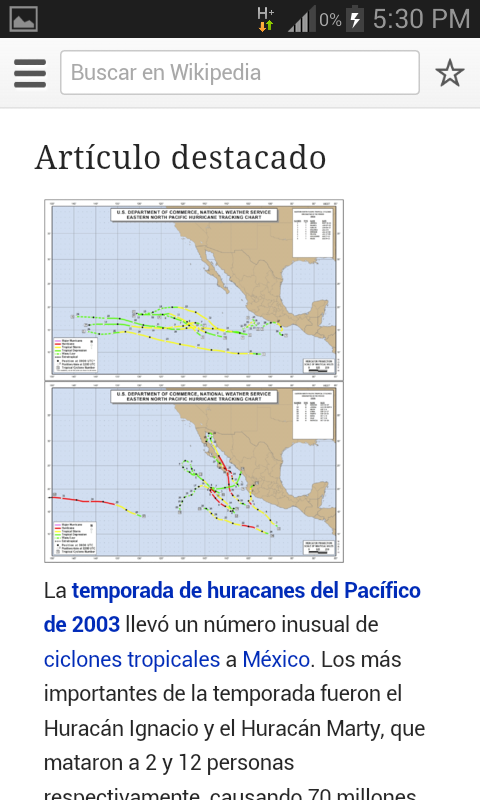 H+ 0% 5:30 PM
Buscar en Wikipedia
Artículo destacado
U.S. DEPARTMENT OF COMMERCE, NATIONAL WEATHER SERVICE
EASTERN NORTH PACIFIC HURRICANE TRACKING CHART
U.S. DEPARTMENT OF COMMERCE, NATIONAL WEATHER SERVICE
EASTERN NORTH PACIFIC HURRICANE TRACKING CHART
La temporada de huracanes del Pacífico
de 2003 llevó un número inusual de
ciclones tropicales a México. Los más
importantes de la temporada fueron el
Huracán Ignacio y el Huracán Marty, que
mataron a 2 y 12 personas
respectivamente, causando 70 millones